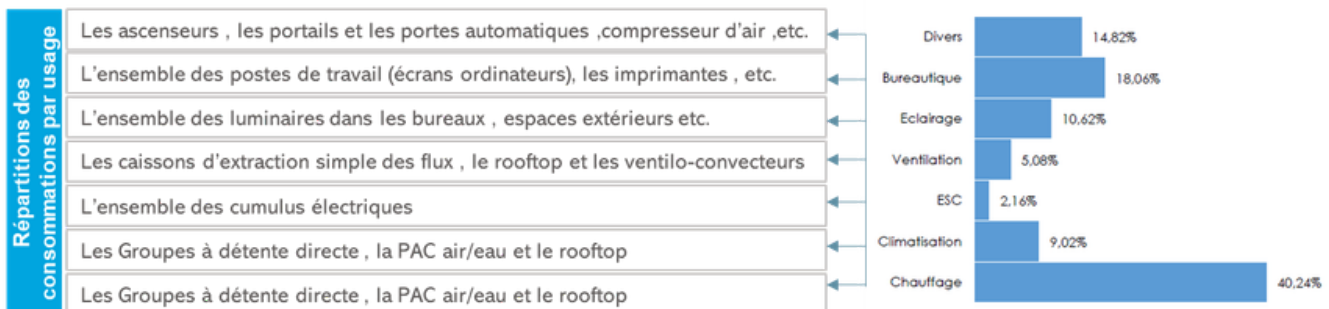 Répartitions des
consommations par usage
Les ascenseurs , les portails et les portes automatiques ,compresseur d'air ,etc.
L'ensemble des postes de travail (écrans ordinateurs), les imprimantes , etc.
L'ensemble des luminaires dans les bureaux , espaces extérieurs etc.
Les caissons d'extraction simple des flux , le rooftop et les ventilo-convecteurs
L'ensemble des cumulus électriques
Les Groupes à détente directe , la PAC air/eau et le rooftop
Les Groupes à détente directe , la PAC air/eau et le rooftop
Divers 14,82%
Bureautique 18,06%
Eclairage 10,62%
Ventilation 5,08%
ESC 2,16%
Climatisation 9,02%
Chauffage 40,24%